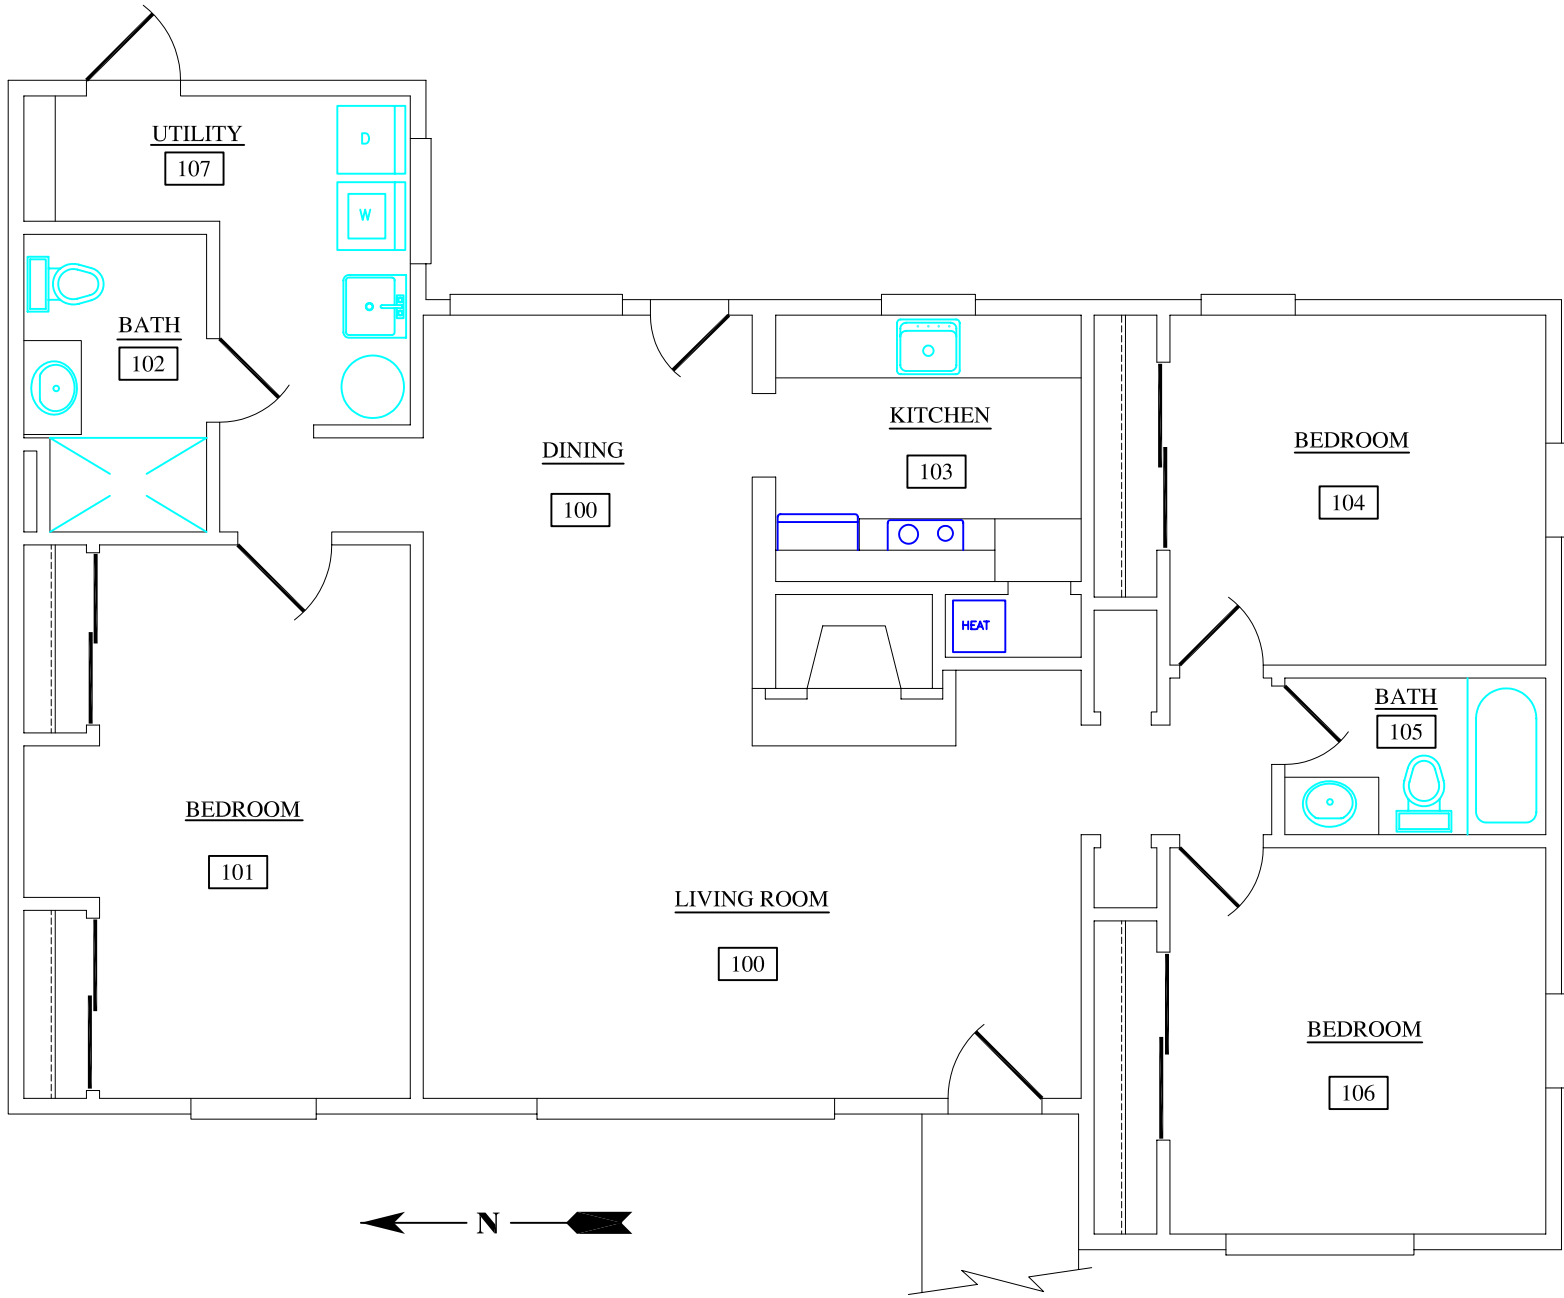 UTILITY
107
D
W
BATH
102
DINING
100
KITCHEN
103
BEDROOM
104
HEAT
BATH
105
BEDROOM
101
LIVING ROOM
100
BEDROOM
106
N